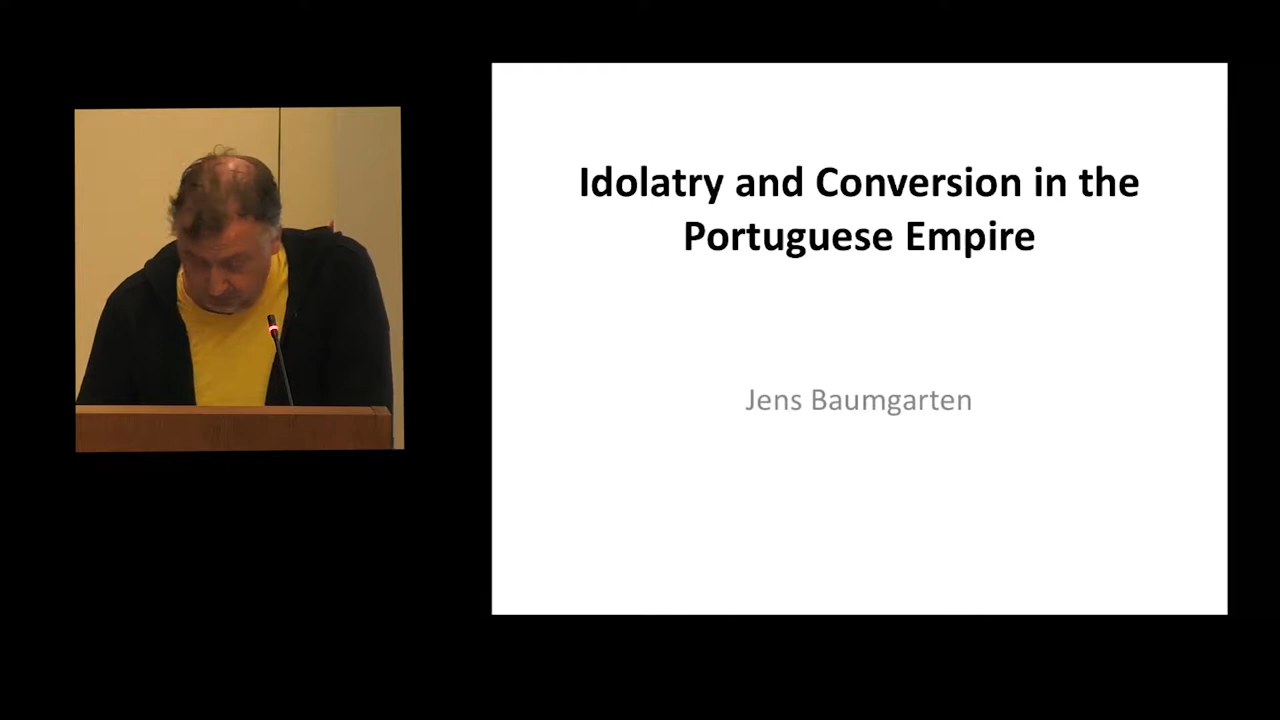 Idolatry and Conversion in the
Portuguese Empire
Jens Baumgarten